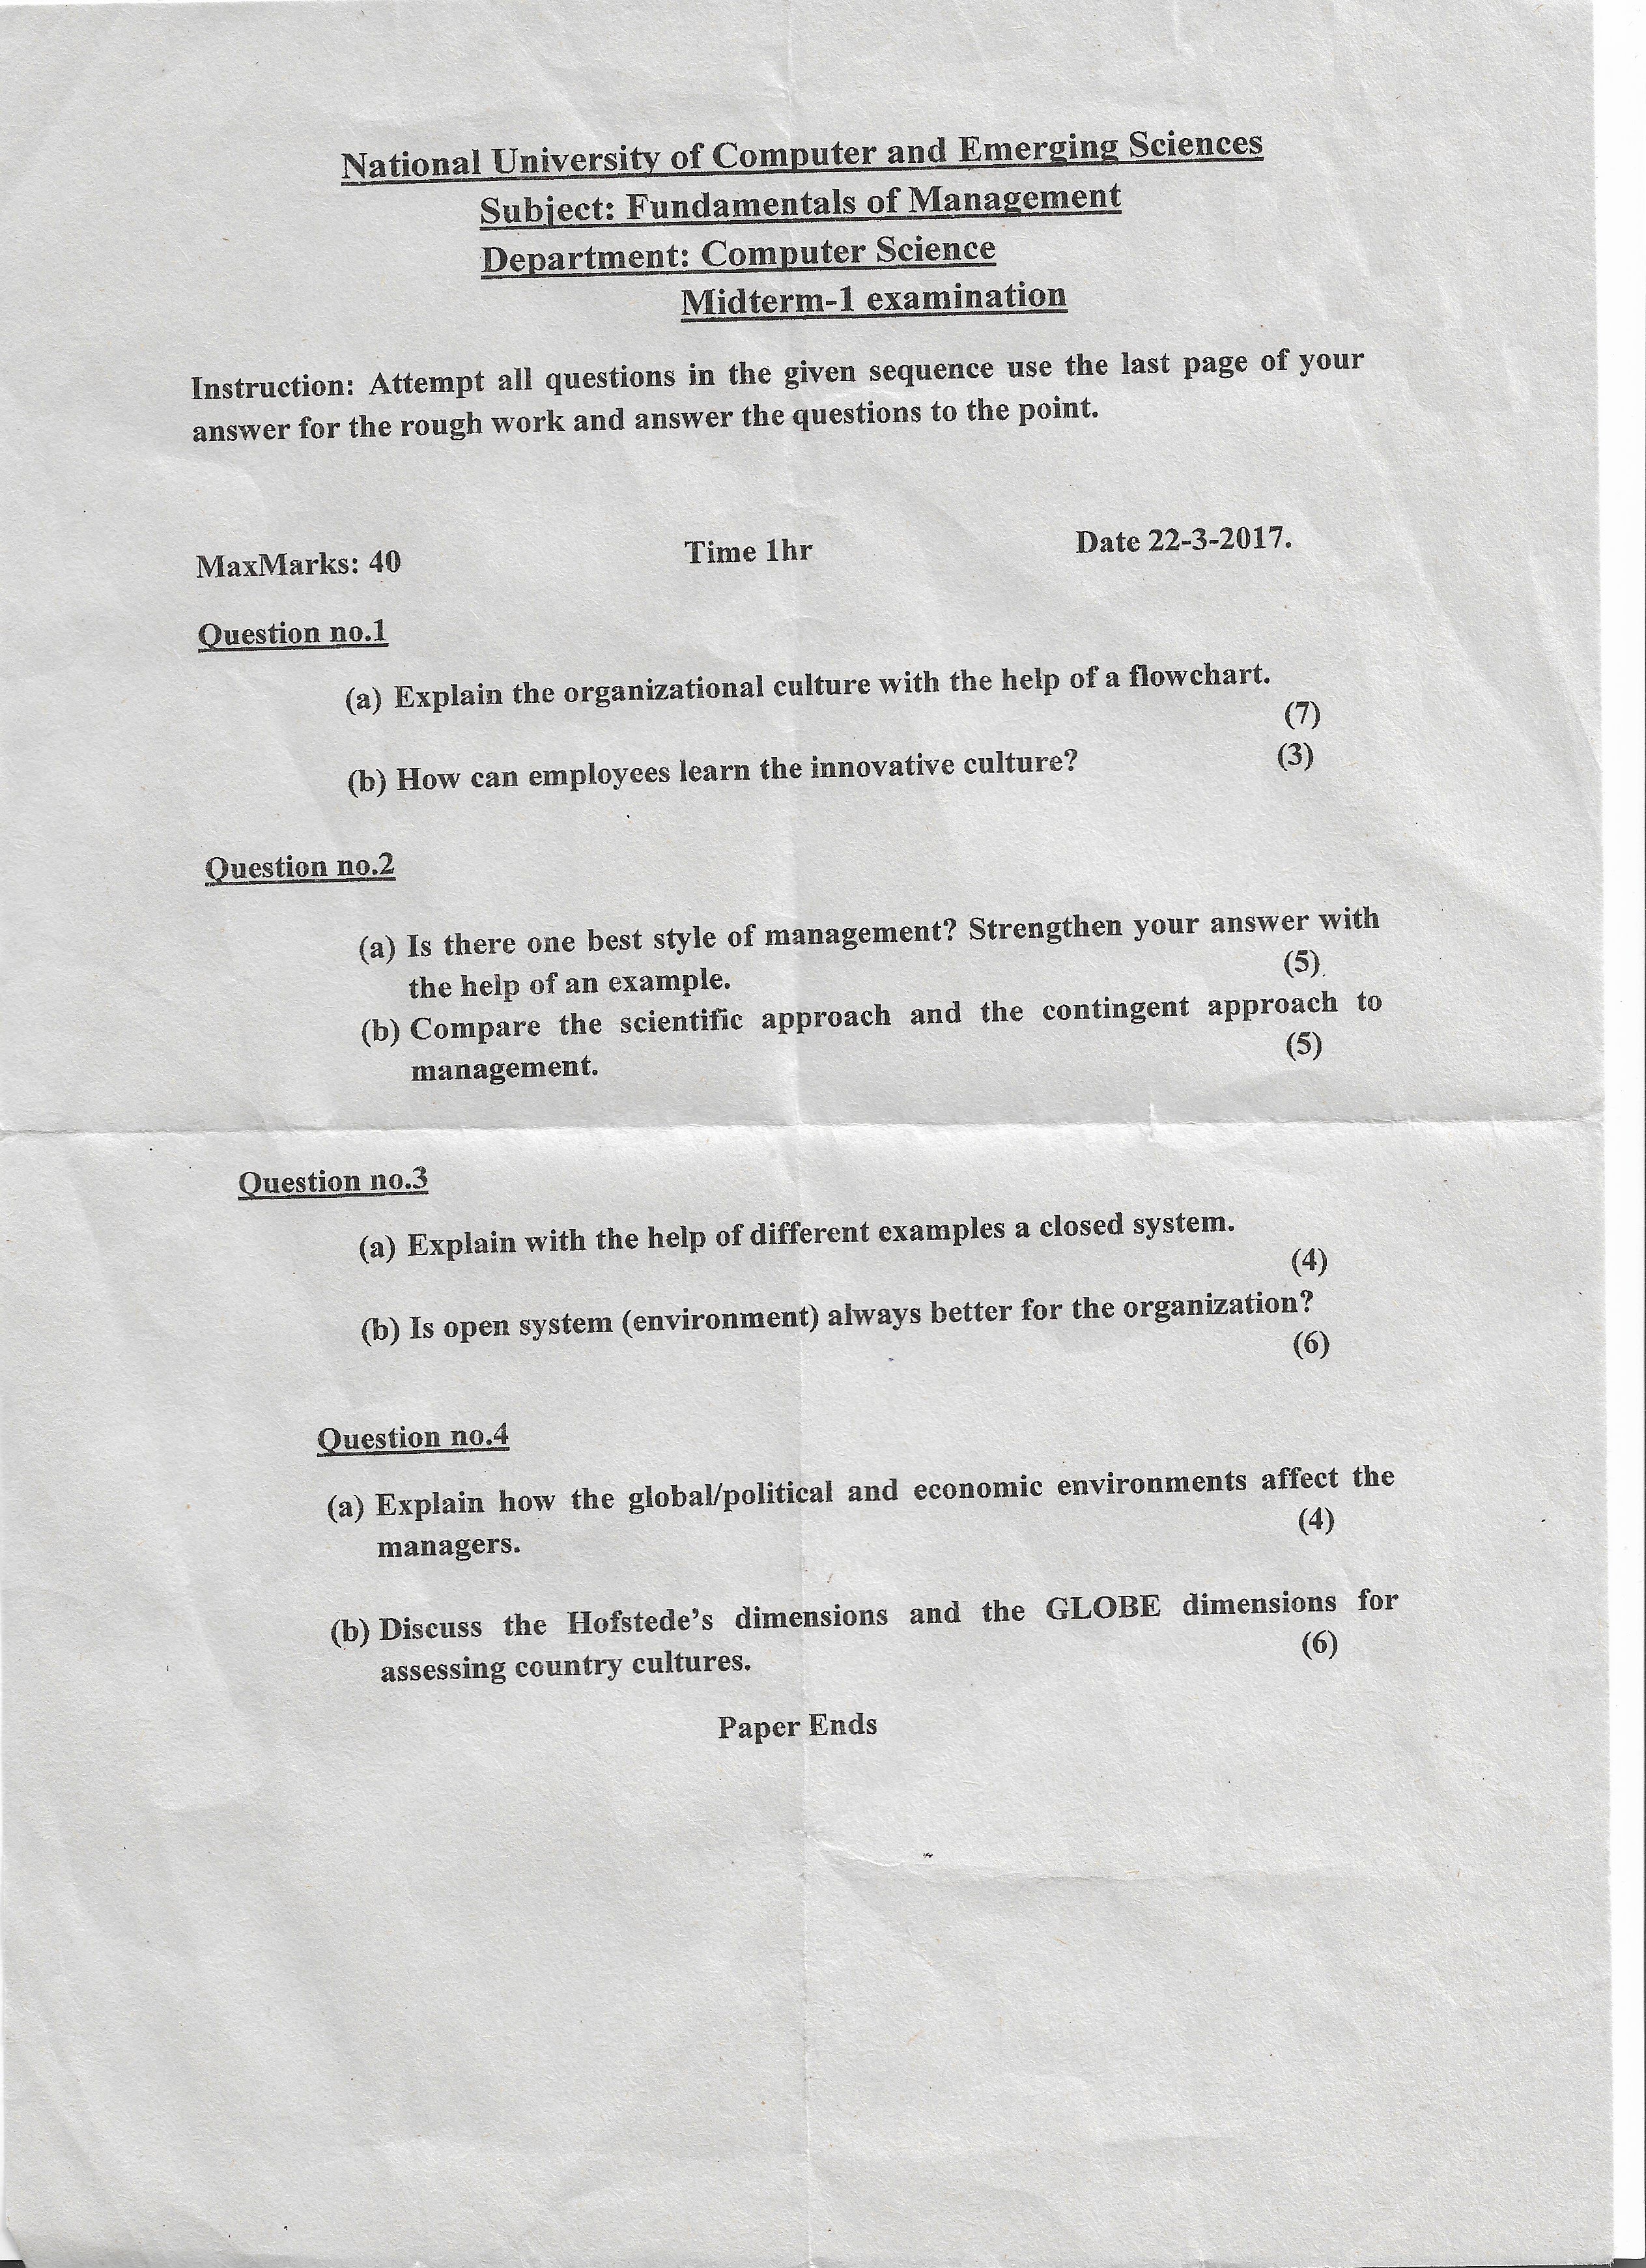 National University of Computer and Emerging Sciences
Subject: Fundamentals of Management
Department: Computer Science
Midterm-1 examination
Instruction: Attempt all questions in the given sequence use the last page of your
answer for the rough work and answer the questions to the point.
MaxMarks: 40 Time 1hr Date 22-3-2017.
Question no.1
(a) Explain the organizational culture with the help of a flowchart.
(7)
(b) How can employees learn the innovative culture? (3)
Question no.2
(a) Is there one best style of management? Strengthen your answer with
the help of an example. (5)
(b) Compare the scientific approach and the contingent approach to
management. (5)
Question no.3
(a) Explain with the help of different examples a closed system.
(4)
(b) Is open system (environment) always better for the organization?
(6)
Question no.4
(a) Explain how the global/political and economic environments affect the
managers. (4)
(b) Discuss the Hofstede's dimensions and the GLOBE dimensions for
assessing country cultures. (6)
Paper Ends